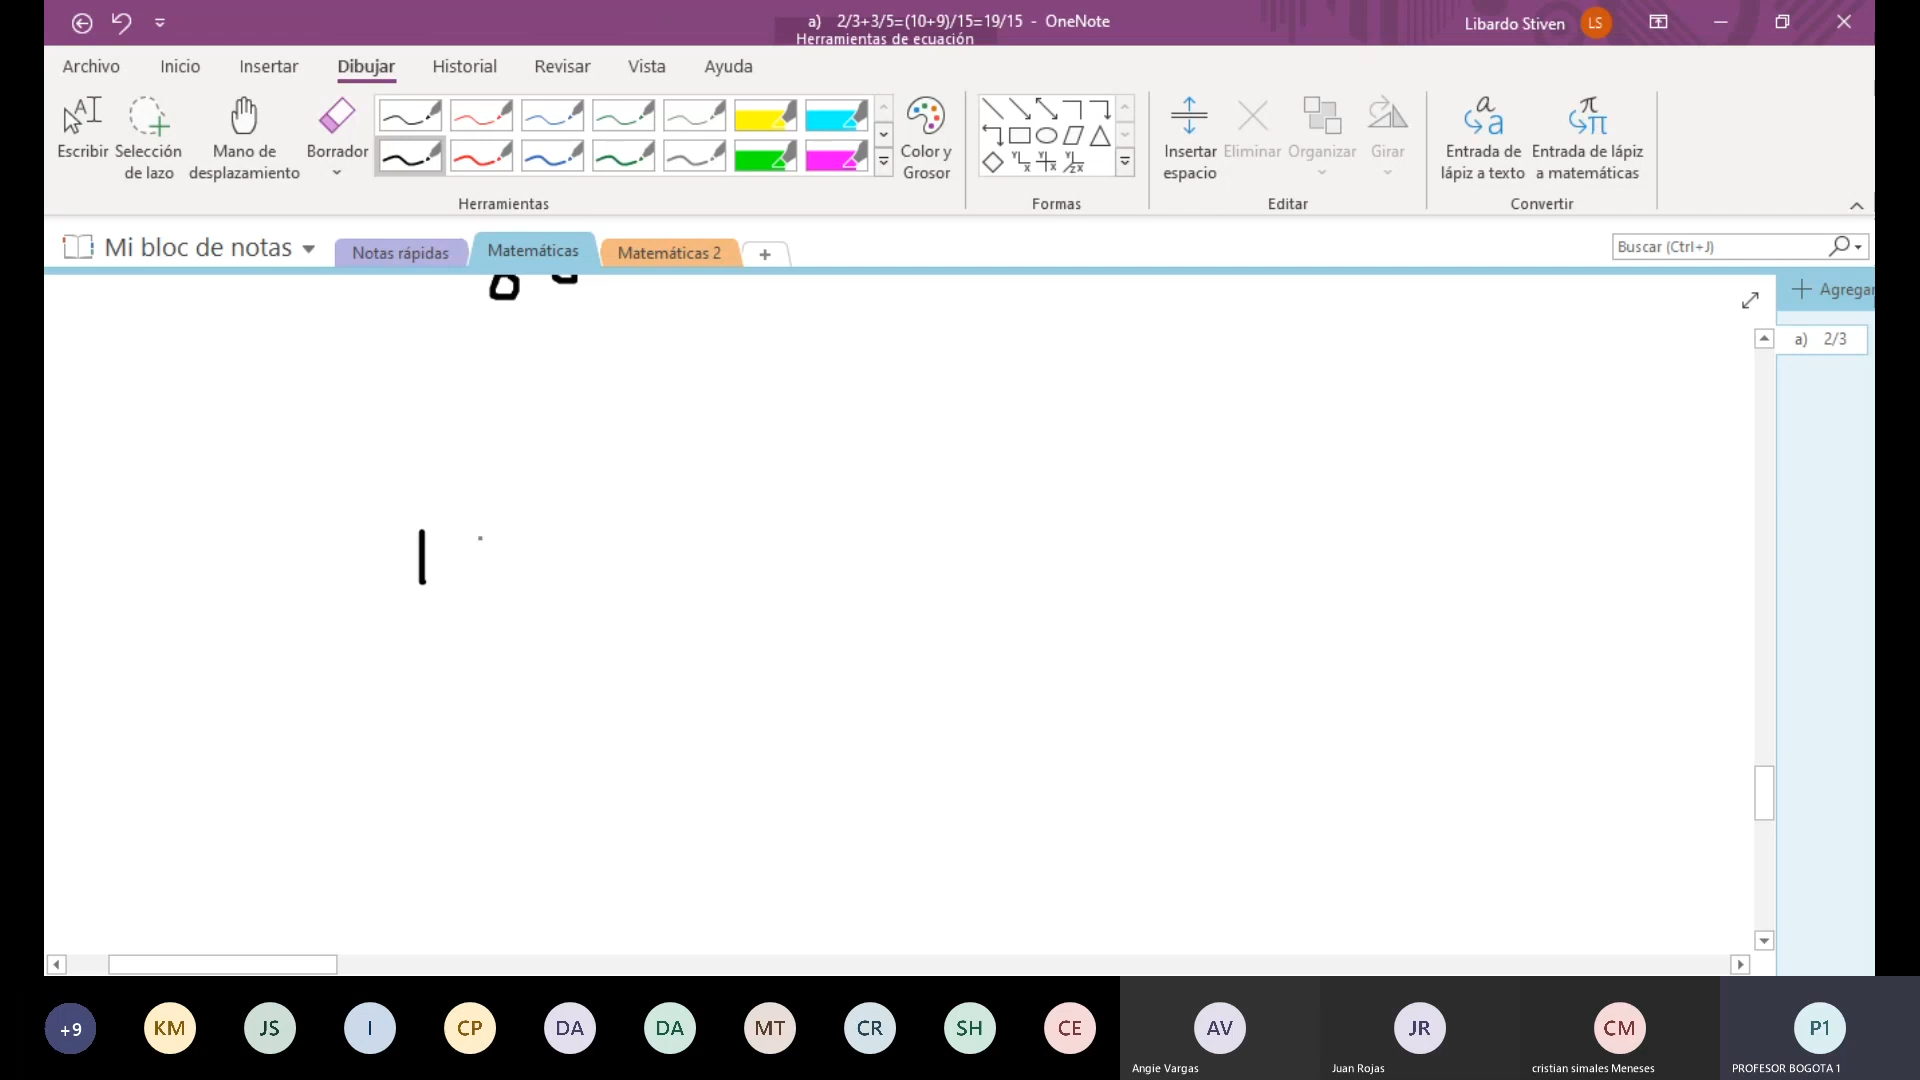 a) 2/3+3/5=(10+9)/15=19/15 - OneNote
Herramientas de ecuación
Libardo Stiven LS
Archivo Inicio Insertar Dibujar Historial Revisar Vista Ayuda
Escribir
Selección de lazo
Mano de desplazamiento
Borrador
Color y Grosor
Insertar espacio
Eliminar
Organizar
Girar
Entrada de lápiz a texto
Entrada de lápiz a matemáticas
Herramientas Formas Editar Convertir
Mi bloc de notas
Notas rápidas Matemáticas Matemáticas 2 +
Buscar (Ctrl+J)
Agregar
a) 2/3
+9 KM JS I CP DA DA MT CR SH CE AV JR CM P1
Angie Vargas Juan Rojas cristian simales Meneses PROFESOR BOGOTA 1